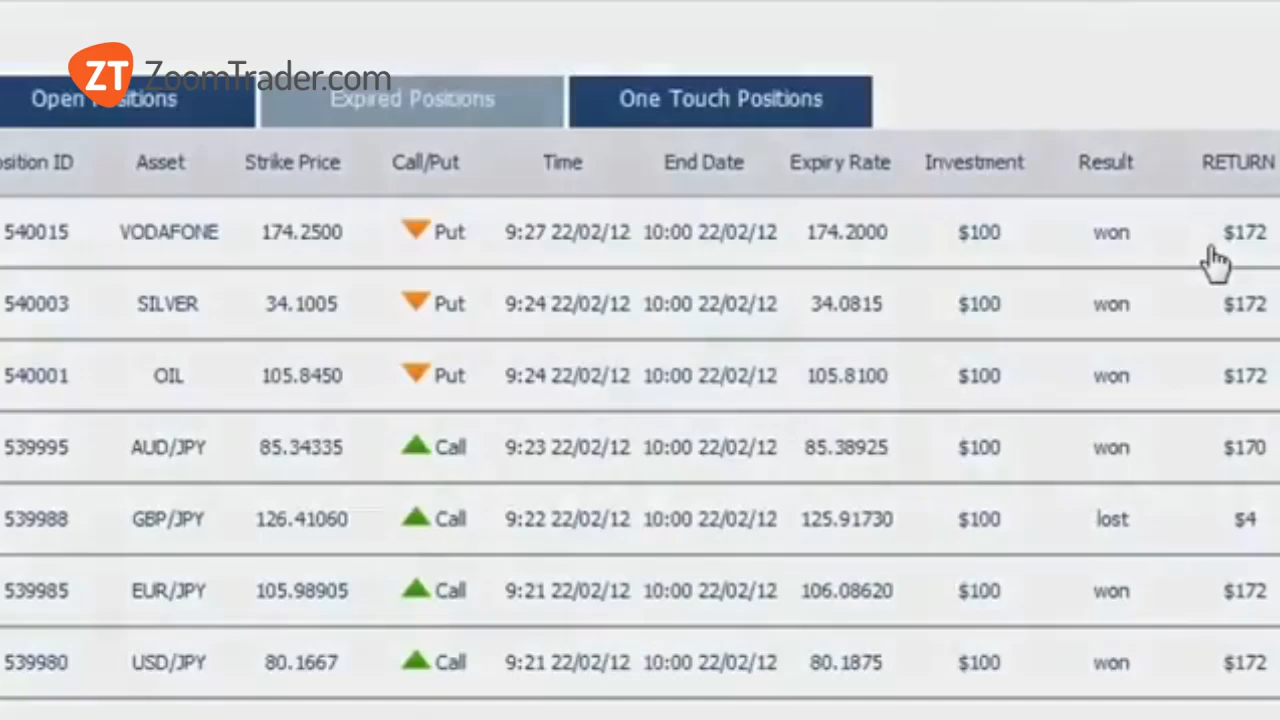 ZT ZoomTrader.com
Open Positions Expired Positions One Touch Positions
osition ID Asset Strike Price Call/Put Time End Date Expiry Rate Investment Result RETURN
540015 VODAFONE 174.2500 Put 9:27 22/02/12 10:00 22/02/12 174.2000 $100 won $172
540003 SILVER 34.1005 Put 9:24 22/02/12 10:00 22/02/12 34.0815 $100 won $172
540001 OIL 105.8450 Put 9:24 22/02/12 10:00 22/02/12 105.8100 $100 won $172
539995 AUD/JPY 85.34335 Call 9:23 22/02/12 10:00 22/02/12 85.38925 $100 won $170
539988 GBP/JPY 126.41060 Call 9:22 22/02/12 10:00 22/02/12 125.91730 $100 lost $4
539985 EUR/JPY 105.98905 Call 9:21 22/02/12 10:00 22/02/12 106.08620 $100 won $172
539980 USD/JPY 80.1667 Call 9:21 22/02/12 10:00 22/02/12 80.1875 $100 won $172